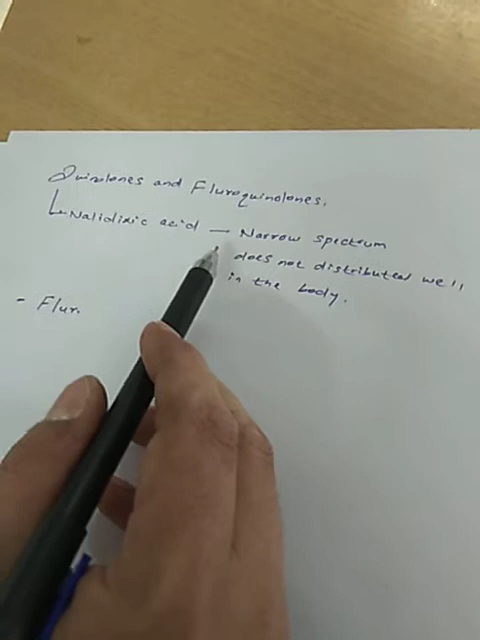 Quinolones and Fluroquinolones.
Nalidixic acid — Narrow spectrum
does not distributed well
in the body.
- Flur.